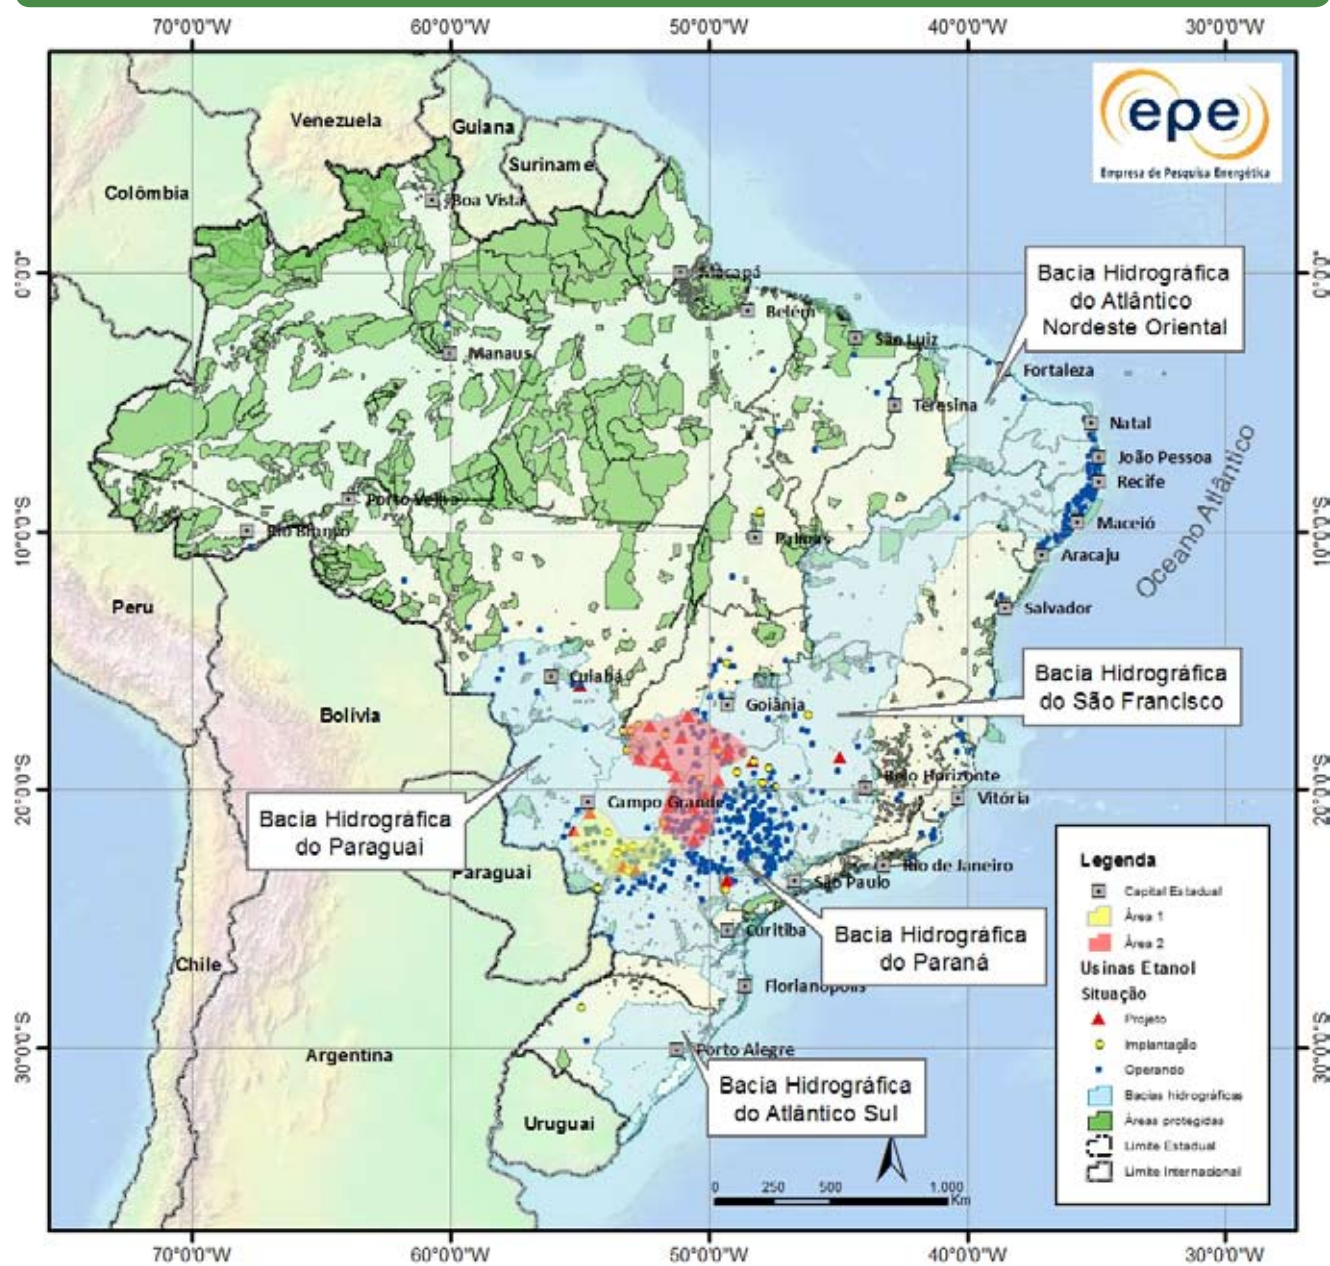 70°0'0"W
60°0'0"W
50°0'0"W
40°0'0"W
30°0'0"W
epe
Empresa de Pesquisa Energética
Venezuela
Guiana
Suriname
Colômbia
Boa Vista
0°0'0"
Macapá
0°0'0"
Bacia Hidrográfica
do Atlântico
Nordeste Oriental
Belém
São Luiz
Manaus
Fortaleza
Teresina
Natal
João Pessoa
Recife
Porto Velho
Maceió
Rio Branco
Palmas
10°0'0"S
10°0'0"S
Aracaju
Oceano Atlântico
Peru
Salvador
Cuiabá
Bacia Hidrográfica
do São Francisco
Bolívia
Goiânia
Belo Horizonte
20°0'0"S
20°0'0"S
Vitória
Campo Grande
Bacia Hidrográfica
do Paraguai
Paraguai
Rio de Janeiro
São Paulo
Curitiba
Bacia Hidrográfica
do Paraná
Chile
Florianópolis
Argentina
Porto Alegre
30°0'0"S
30°0'0"S
Bacia Hidrográfica
do Atlântico Sul
Uruguai
Legenda
Capital Estadual
Área 1
Área 2
Usinas Etanol
Situação
Projeto
Implantação
Operando
Bacias hidrográficas
Áreas protegidas
Limite Estadual
Limite Internacional
0 250 500 1.000
Km
70°0'0"W
60°0'0"W
50°0'0"W
40°0'0"W
30°0'0"W